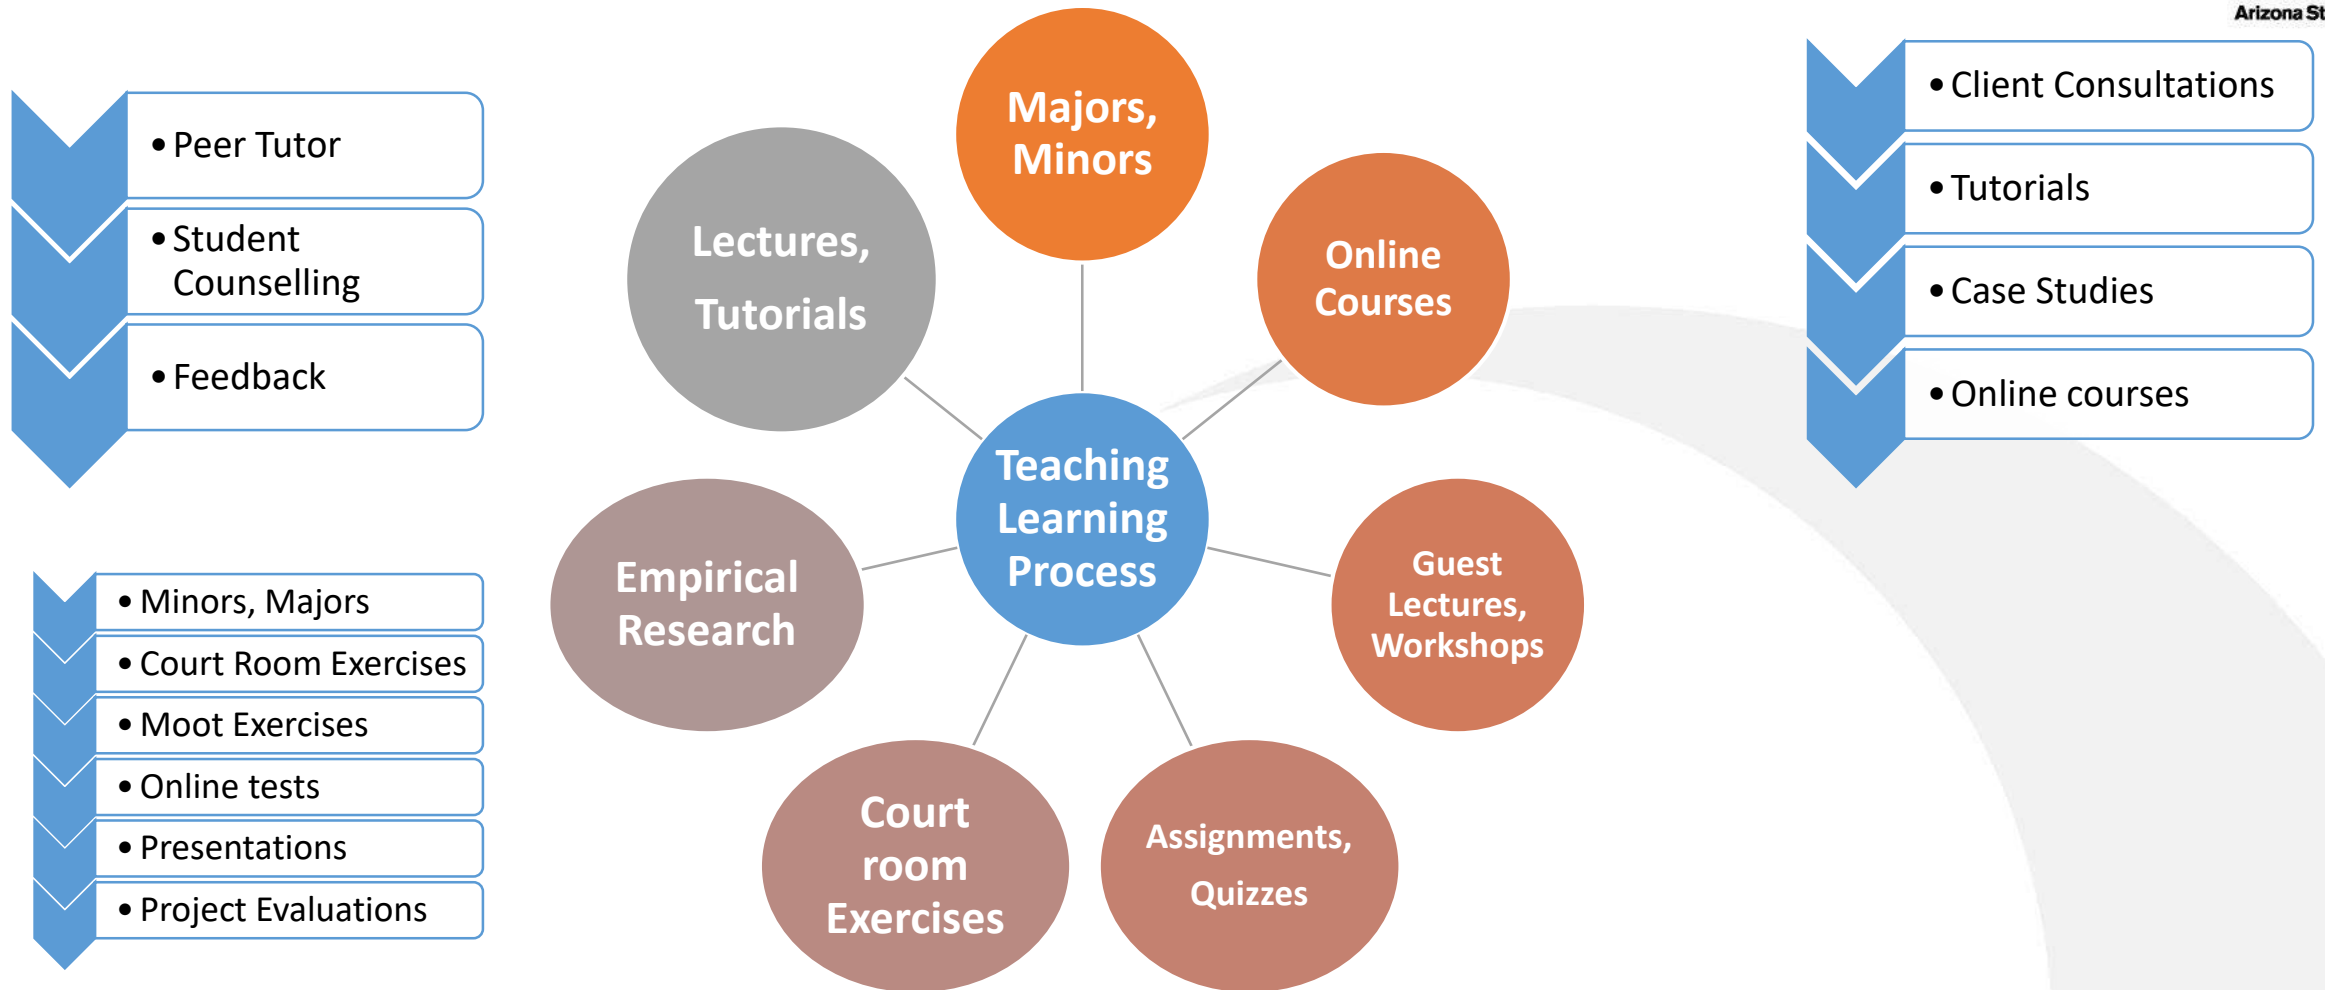 Arizona St
• Peer Tutor
• Student
Counselling
• Feedback
• Minors, Majors
• Court Room Exercises
• Moot Exercises
• Online tests
• Presentations
• Project Evaluations
Majors,
Minors
Lectures,
Tutorials
Online
Courses
Teaching
Learning
Process
Guest
Lectures,
Workshops
Empirical
Research
Court
room
Exercises
Assignments,
Quizzes
• Client Consultations
• Tutorials
• Case Studies
• Online courses